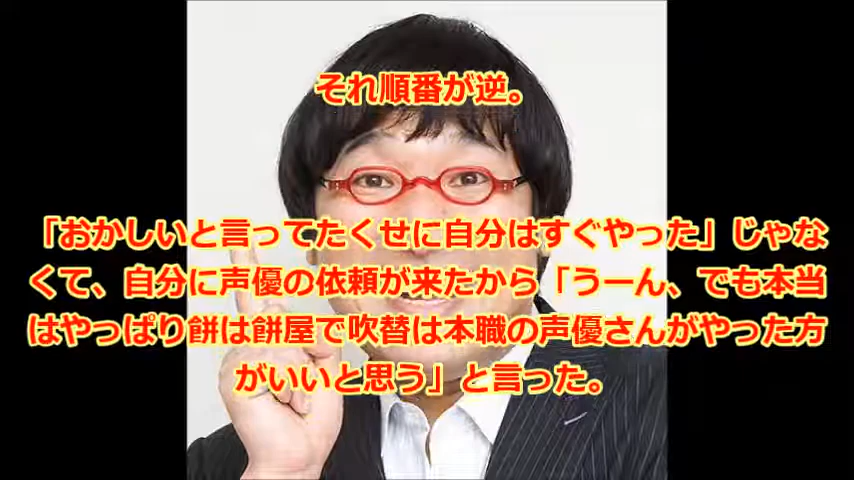 それ順番が逆。
「おかしいと言ってたくせに自分はすぐやった」じゃな
くて、自分に声優の依頼が来たから「うーん、でも本当
はやっぱり餅は餅屋で吹替は本職の声優さんがやった方
がいいと思う」と言った。